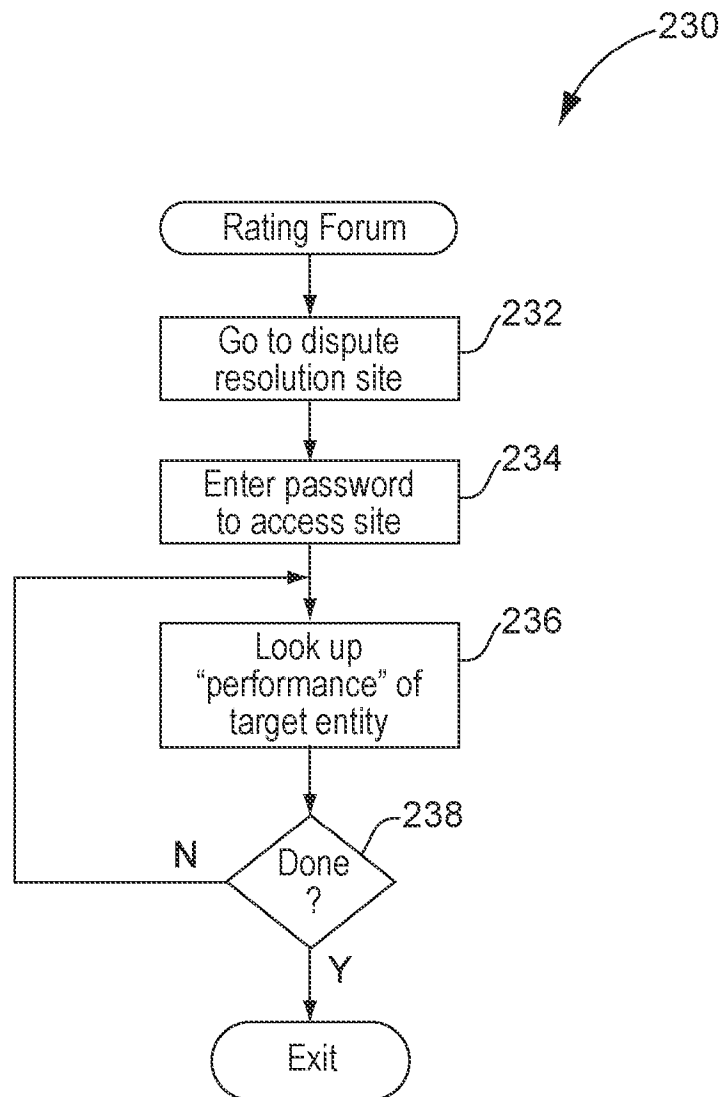 230
Rating Forum
232
Go to dispute
resolution site
234
Enter password
to access site
236
Look up
“performance” of
target entity
238
Done
?
N
Y
Exit